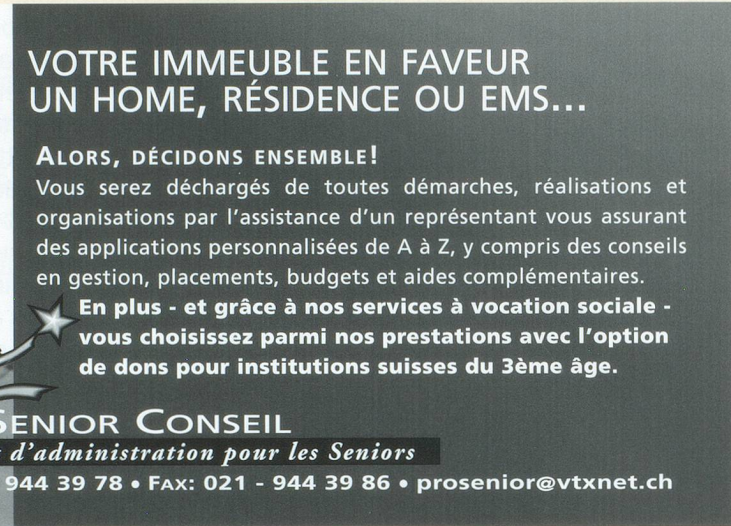 VOTRE IMMEUBLE EN FAVEUR
UN HOME, RÉSIDENCE OU EMS...
ALORS, DÉCIDONS ENSEMBLE!
Vous serez déchargés de toutes démarches, réalisations et
organisations par l'assistance d'un représentant vous assurant
des applications personnalisées de A à Z, y compris des conseils
en gestion, placements, budgets et aides complémentaires.
En plus - et grâce à nos services à vocation sociale -
vous choisissez parmi nos prestations avec l'option
de dons pour institutions suisses du 3ème âge.
SENIOR CONSEIL
d'administration pour les Seniors
944 39 78 • FAX: 021 - 944 39 86 • prosenior@vtxnet.ch